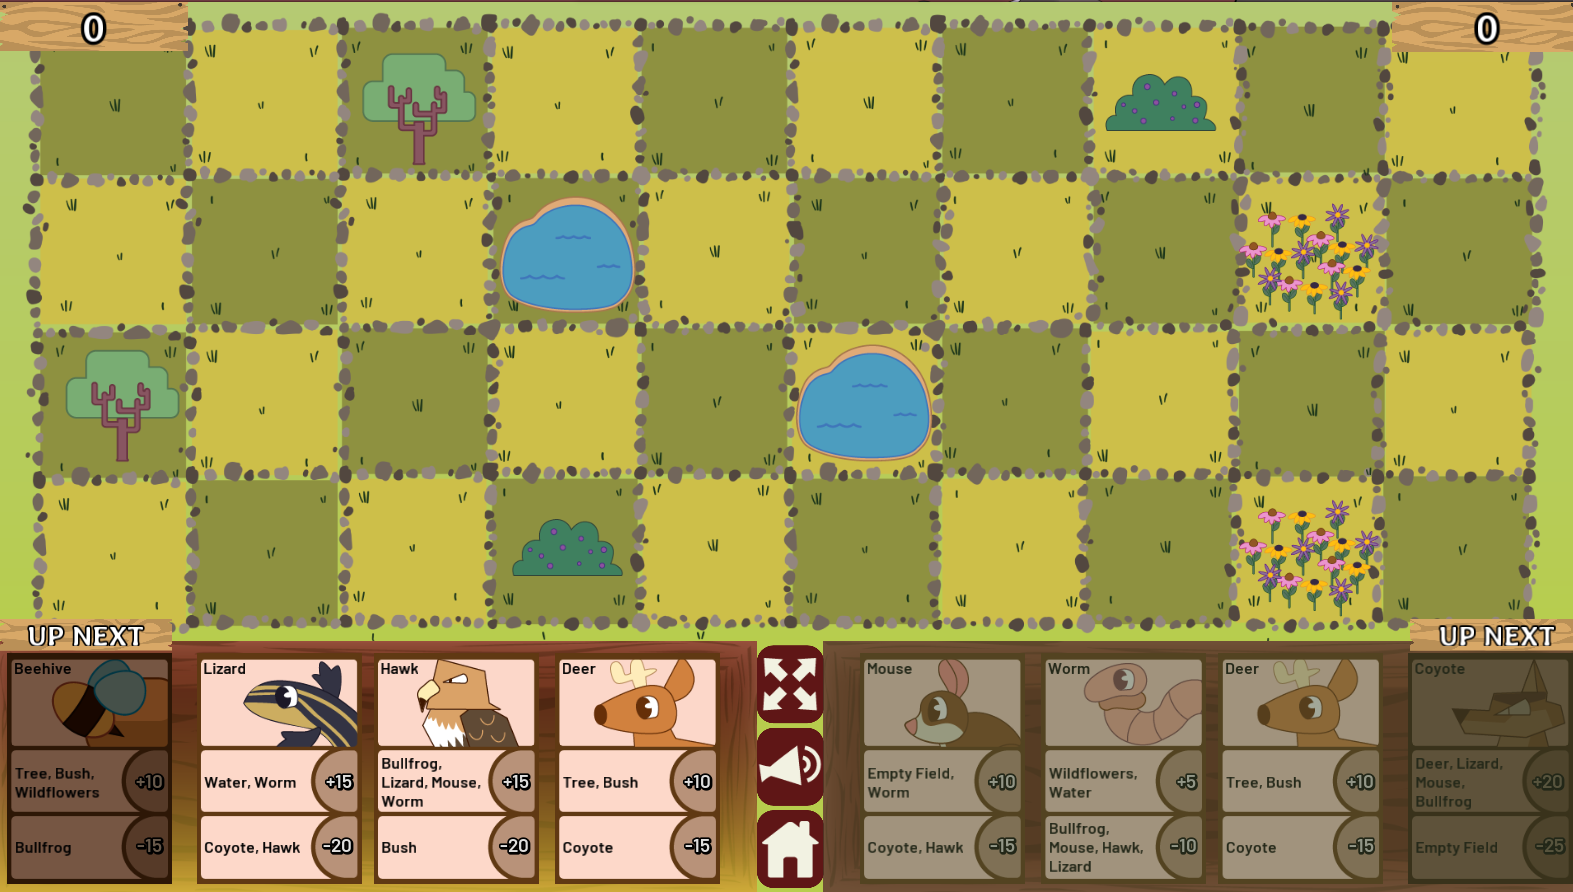 0
0
UP NEXT
UP NEXT
Beehive
Tree, Bush,
Wildflowers
+10
Bullfrog
-15
Lizard
Water, Worm
+15
Coyote, Hawk
-20
Hawk
Bullfrog,
Lizard, Mouse,
Worm
+15
Bush
-20
Deer
Tree, Bush
+10
Coyote
-15
Mouse
Empty Field,
Worm
+10
Coyote, Hawk
-15
Worm
Wildflowers,
Water
+5
Bullfrog,
Mouse, Hawk,
Lizard
-10
Deer
Tree, Bush
+10
Coyote
-15
Coyote
Deer, Lizard,
Mouse,
Bullfrog
+20
Empty Field
-25